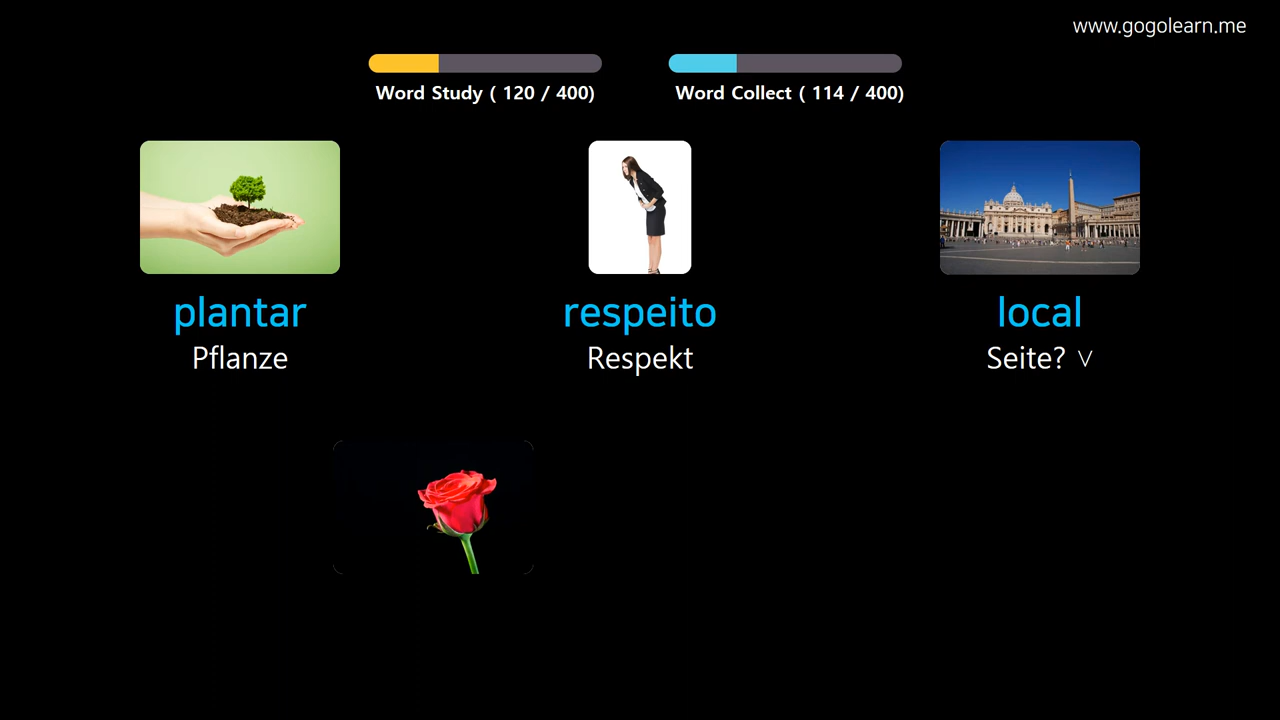 www.gogolearn.me
Word Study ( 120 / 400)
Word Collect ( 114 / 400)
plantar
Pflanze
respeito
Respekt
local
Seite? V